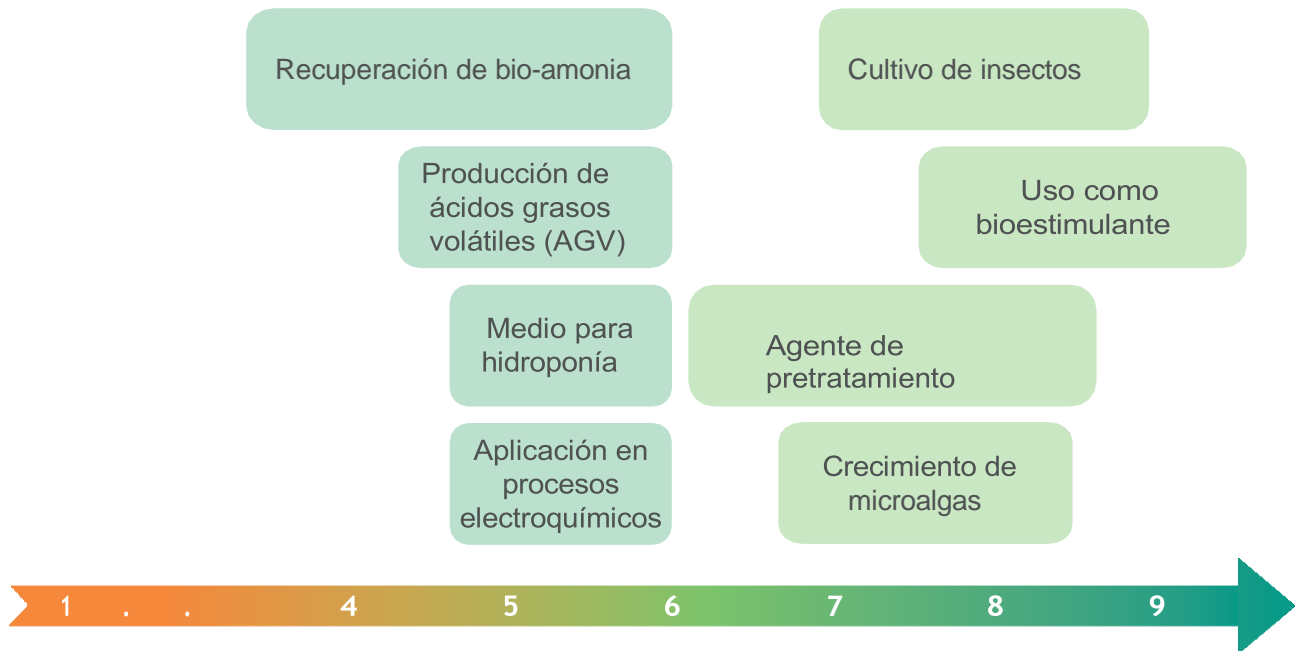 Recuperación de bio-amonia
Cultivo de insectos
Producción de
ácidos grasos
volátiles (AGV)
Uso como
bioestimulante
Medio para
hidroponía
Agente de
pretratamiento
Aplicación en
procesos
electroquímicos
Crecimiento de
microalgas
1 . . 4 5 6 7 8 9